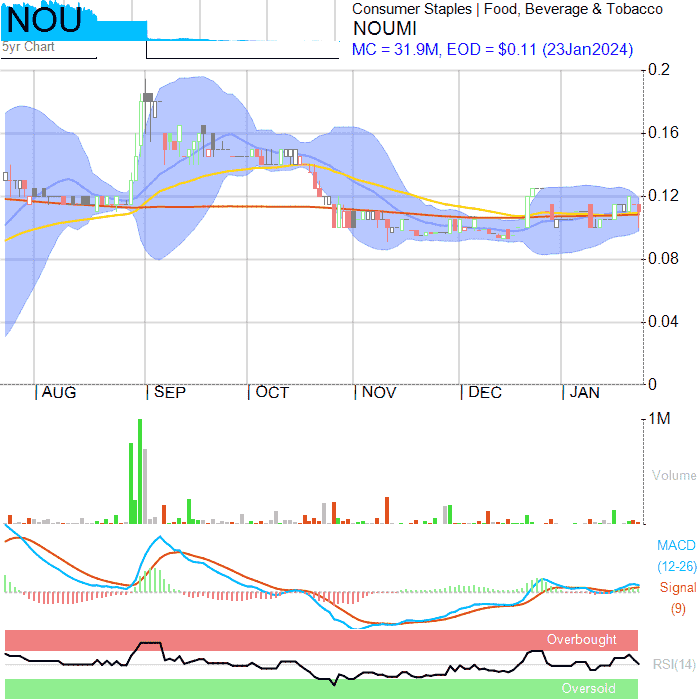 NOU
5yr Chart
Consumer Staples | Food, Beverage & Tobacco
NOUMI
MC = 31.9M, EOD = $0.11 (23Jan2024)
0.2
0.16
0.12
0.08
0.04
0
| AUG | SEP | OCT | NOV | DEC | JAN
1M
Volume
MACD
(12-26)
Signal
(9)
Overbought
RSI(14)
Oversold